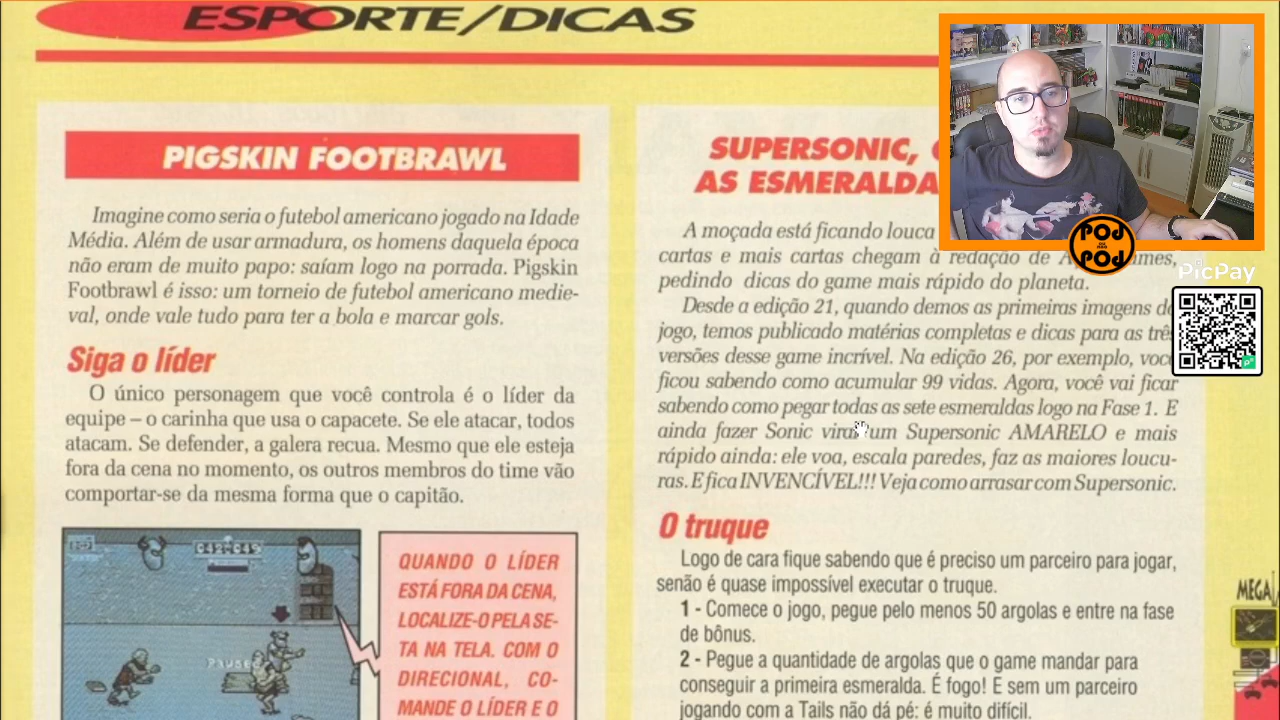 ESPORTE/DICAS
PIGSKIN FOOTBRAWL
Imagine como seria o futebol americano jogado na Idade
Média. Além de usar armadura, os homens daquela época
não eram de muito papo: saíam logo na porrada. Pigskin
Footbrawl é isso: um torneio de futebol americano medie-
val, onde vale tudo para ter a bola e marcar gols.
Siga o líder
O único personagem que você controla é o líder da
equipe – o carinha que usa o capacete. Se ele atacar, todos
atacam. Se defender, a galera recua. Mesmo que ele esteja
fora da cena no momento, os outros membros do time vão
comportar-se da mesma forma que o capitão.
Paused
QUANDO O LÍDER
ESTÁ FORA DA CENA,
LOCALIZE-O PELA SE-
TA NA TELA. COM O
DIRECIONAL, CO-
MANDE O LÍDER E O
SUPERSONIC,
AS ESMERALDA
A moçada está ficando louca
cartas e mais cartas chegam à redação de
pedindo dicas do game mais rápido do planeta.
Desde a edição 21, quando demos as primeiras imagens do
jogo, temos publicado matérias completas e dicas para as três
versões desse game incrível. Na edição 26, por exemplo, você
ficou sabendo como acumular 99 vidas. Agora, você vai ficar
sabendo como pegar todas as sete esmeraldas logo na Fase 1. E
ainda fazer Sonic virar um Supersonic AMARELO e mais
rápido ainda: ele voa, escala paredes, faz as maiores loucu-
ras. E fica INVENCÍVEL!!! Veja como arrasar com Supersonic.
O truque
Logo de cara fique sabendo que é preciso um parceiro para jogar,
senão é quase impossível executar o truque.
1 - Comece o jogo, pegue pelo menos 50 argolas e entre na fase
de bônus.
2 - Pegue a quantidade de argolas que o game mandar para
conseguir a primeira esmeralda. É fogo! E sem um parceiro
jogando com a Tails não dá pé: é muito difícil.
POD
POD
PicPay
MEGA